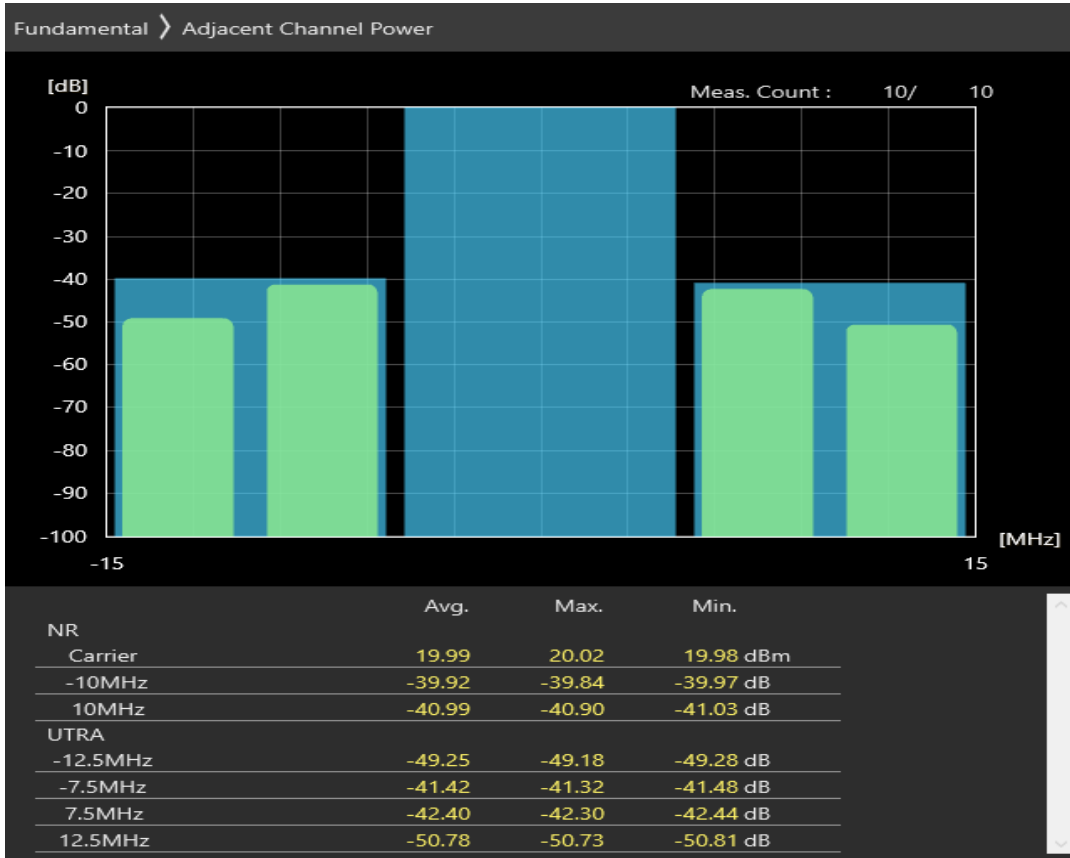 Fundamental ❭ Adjacent Channel Power
[dB]
Meas. Count : 10/ 10
0
-10
-20
-30
-40
-50
-60
-70
-80
-90
-100
[MHz]
-15 15
Avg. Max. Min.
NR
Carrier 19.99 20.02 19.98 dBm
-10MHz -39.92 -39.84 -39.97 dB
10MHz -40.99 -40.90 -41.03 dB
UTRA
-12.5MHz -49.25 -49.18 -49.28 dB
-7.5MHz -41.42 -41.32 -41.48 dB
7.5MHz -42.40 -42.30 -42.44 dB
12.5MHz -50.78 -50.73 -50.81 dB